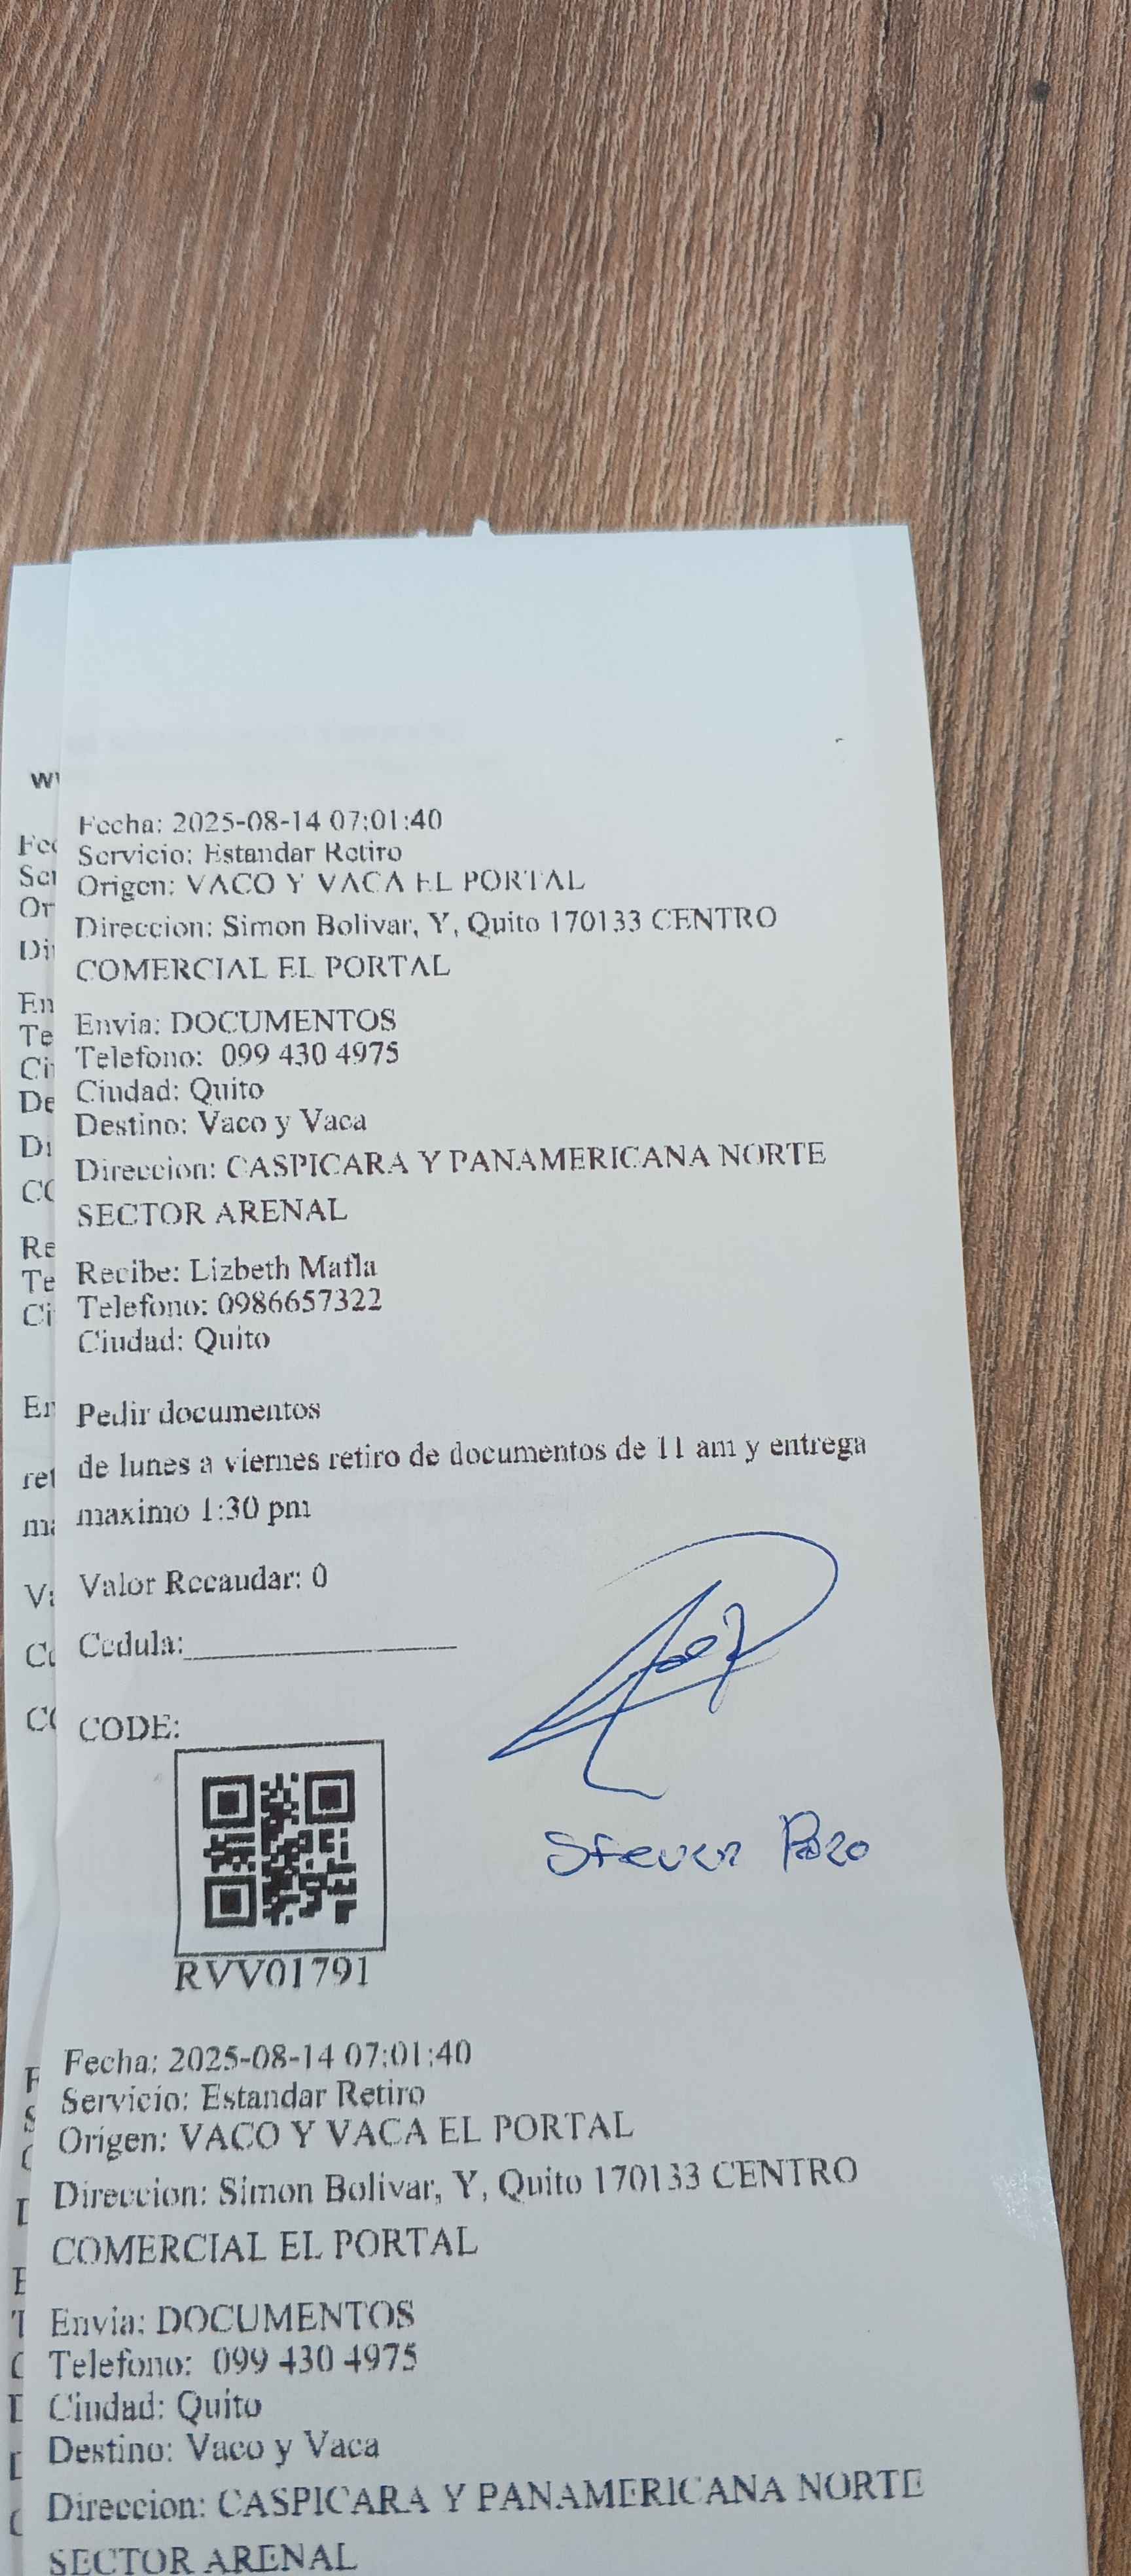 Fecha: 2025-08-14 07:01:40
Servicio: Estandar Retiro
Origen: VACO Y VACA EL PORTAL
Direccion: Simon Bolivar, Y, Quito 170133 CENTRO
COMERCIAL EL PORTAL
Envia: DOCUMENTOS
Telefono: 099 430 4975
Ciudad: Quito
Destino: Vaco y Vaca
Direccion: CASPICARA Y PANAMERICANA NORTE
SECTOR ARENAL
Recibe: Lizbeth Mafla
Telefono: 0986657322
Ciudad: Quito
Pedir documentos
de lunes a viernes retiro de documentos de 11 am y entrega
maximo 1:30 pm
Valor Recaudar: 0
Cedula:
CODE:
Steven Pozo
RVV01791
Fecha: 2025-08-14 07:01:40
Servicio: Estandar Retiro
Origen: VACO Y VACA EL PORTAL
Direccion: Simon Bolivar, Y, Quito 170133 CENTRO
COMERCIAL EL PORTAL
Envia: DOCUMENTOS
Telefono: 099 430 4975
Ciudad: Quito
Destino: Vaco y Vaca
Direccion: CASPICARA Y PANAMERICANA NORTE
SECTOR ARENAL